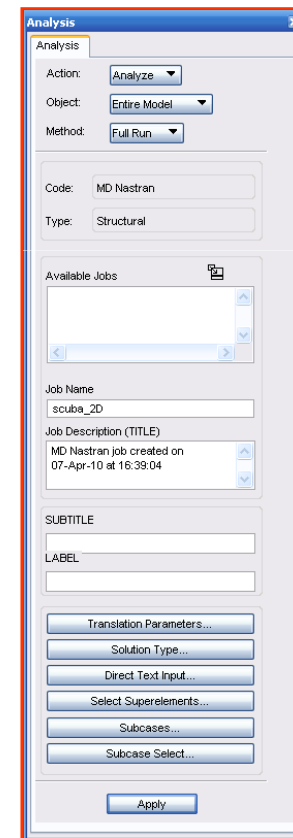 Analysis
Analysis
Action: Analyze
Object: Entire Model
Method: Full Run
Code: MD Nastran
Type: Structural
Available Jobs
Job Name
scuba_2D
Job Description (TITLE)
MD Nastran job created on
07-Apr-10 at 16:39:04
SUBTITLE
LABEL
Translation Parameters...
Solution Type...
Direct Text Input...
Select Superelements...
Subcases...
Subcase Select...
Apply